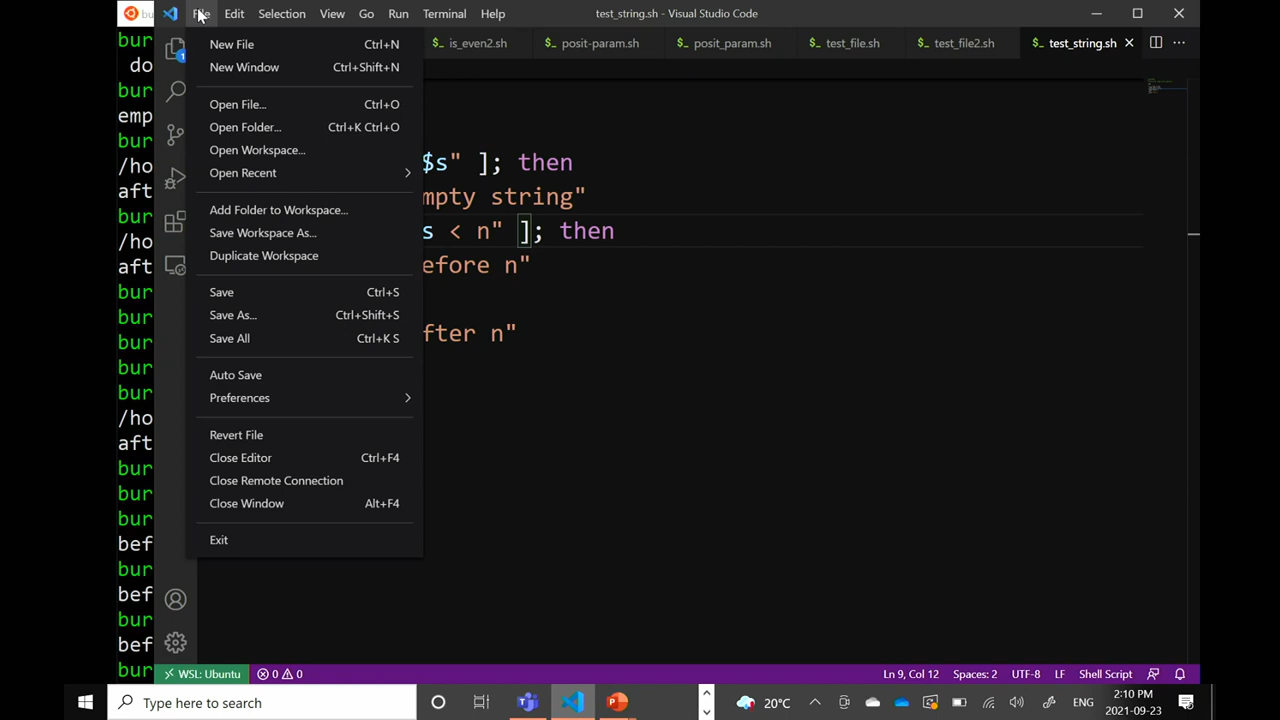 bu
File Edit Selection View Go Run Terminal Help
test_string.sh - Visual Studio Code
is_even2.sh posit-param.sh posit_param.sh test_file.sh test_file2.sh test_string.sh
New File Ctrl+N
New Window Ctrl+Shift+N
Open File... Ctrl+O
Open Folder... Ctrl+K Ctrl+O
Open Workspace...
Open Recent
Add Folder to Workspace...
Save Workspace As...
Duplicate Workspace
Save Ctrl+S
Save As... Ctrl+Shift+S
Save All Ctrl+K S
Auto Save
Preferences
Revert File
Close Editor Ctrl+F4
Close Remote Connection
Close Window Alt+F4
Exit
$s" ]; then
mpty string"
s < n" ]; then
efore n"
fter n"
bur
do
bur
emp
bur
/ho
aft
bur
/ho
aft
bur
bur
bur
bur
bur
/ho
aft
bur
bur
bur
bef
bur
bef
bur
bef
bur
WSL: Ubuntu 0 0 Ln 9, Col 12 Spaces: 2 UTF-8 LF Shell Script
Type here to search
20°C
ENG
2:10 PM
2021-09-23